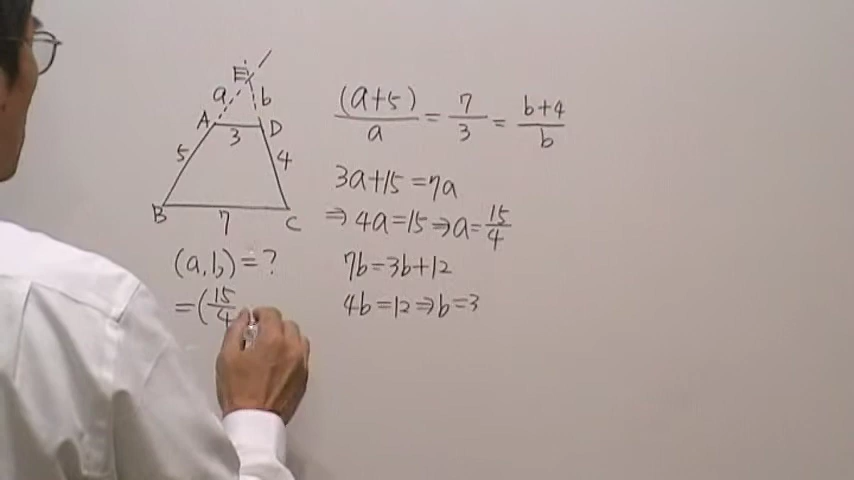 E
a
b
A
3
D
5
4
B
7
C
(a,b)=?
=(15/4
(a+5)/a = 7/3 = b+4/b
3a+15=7a
⇒4a=15⇒a=15/4
7b=3b+12
4b=12⇒b=3